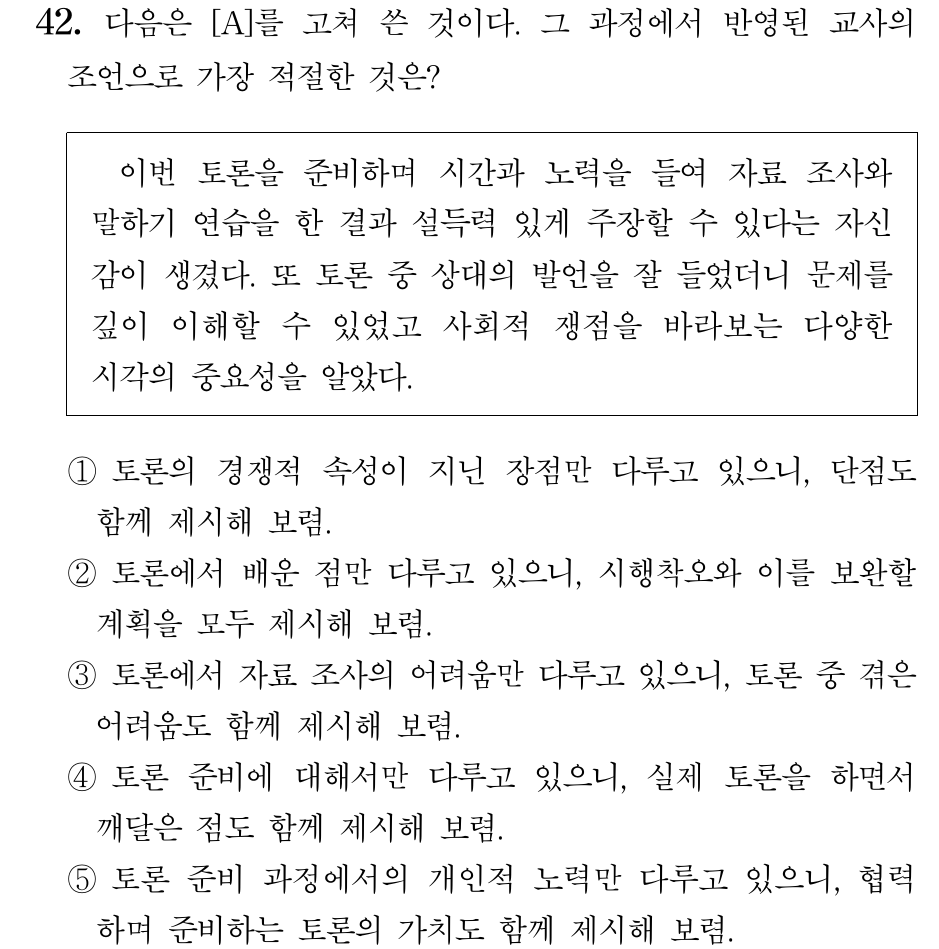 42. 다음은 [A]를 고쳐 쓴 것이다. 그 과정에서 반영된 교사의
조언으로 가장 적절한 것은?
이번 토론을 준비하며 시간과 노력을 들여 자료 조사와
말하기 연습을 한 결과 설득력 있게 주장할 수 있다는 자신
감이 생겼다. 또 토론 중 상대의 발언을 잘 들었더니 문제를
깊이 이해할 수 있었고 사회적 쟁점을 바라보는 다양한
시각의 중요성을 알았다.
① 토론의 경쟁적 속성이 지닌 장점만 다루고 있으니, 단점도
함께 제시해 보렴.
② 토론에서 배운 점만 다루고 있으니, 시행착오와 이를 보완할
계획을 모두 제시해 보렴.
③ 토론에서 자료 조사의 어려움만 다루고 있으니, 토론 중 겪은
어려움도 함께 제시해 보렴.
④ 토론 준비에 대해서만 다루고 있으니, 실제 토론을 하면서
깨달은 점도 함께 제시해 보렴.
⑤ 토론 준비 과정에서의 개인적 노력만 다루고 있으니, 협력
하며 준비하는 토론의 가치도 함께 제시해 보렴.